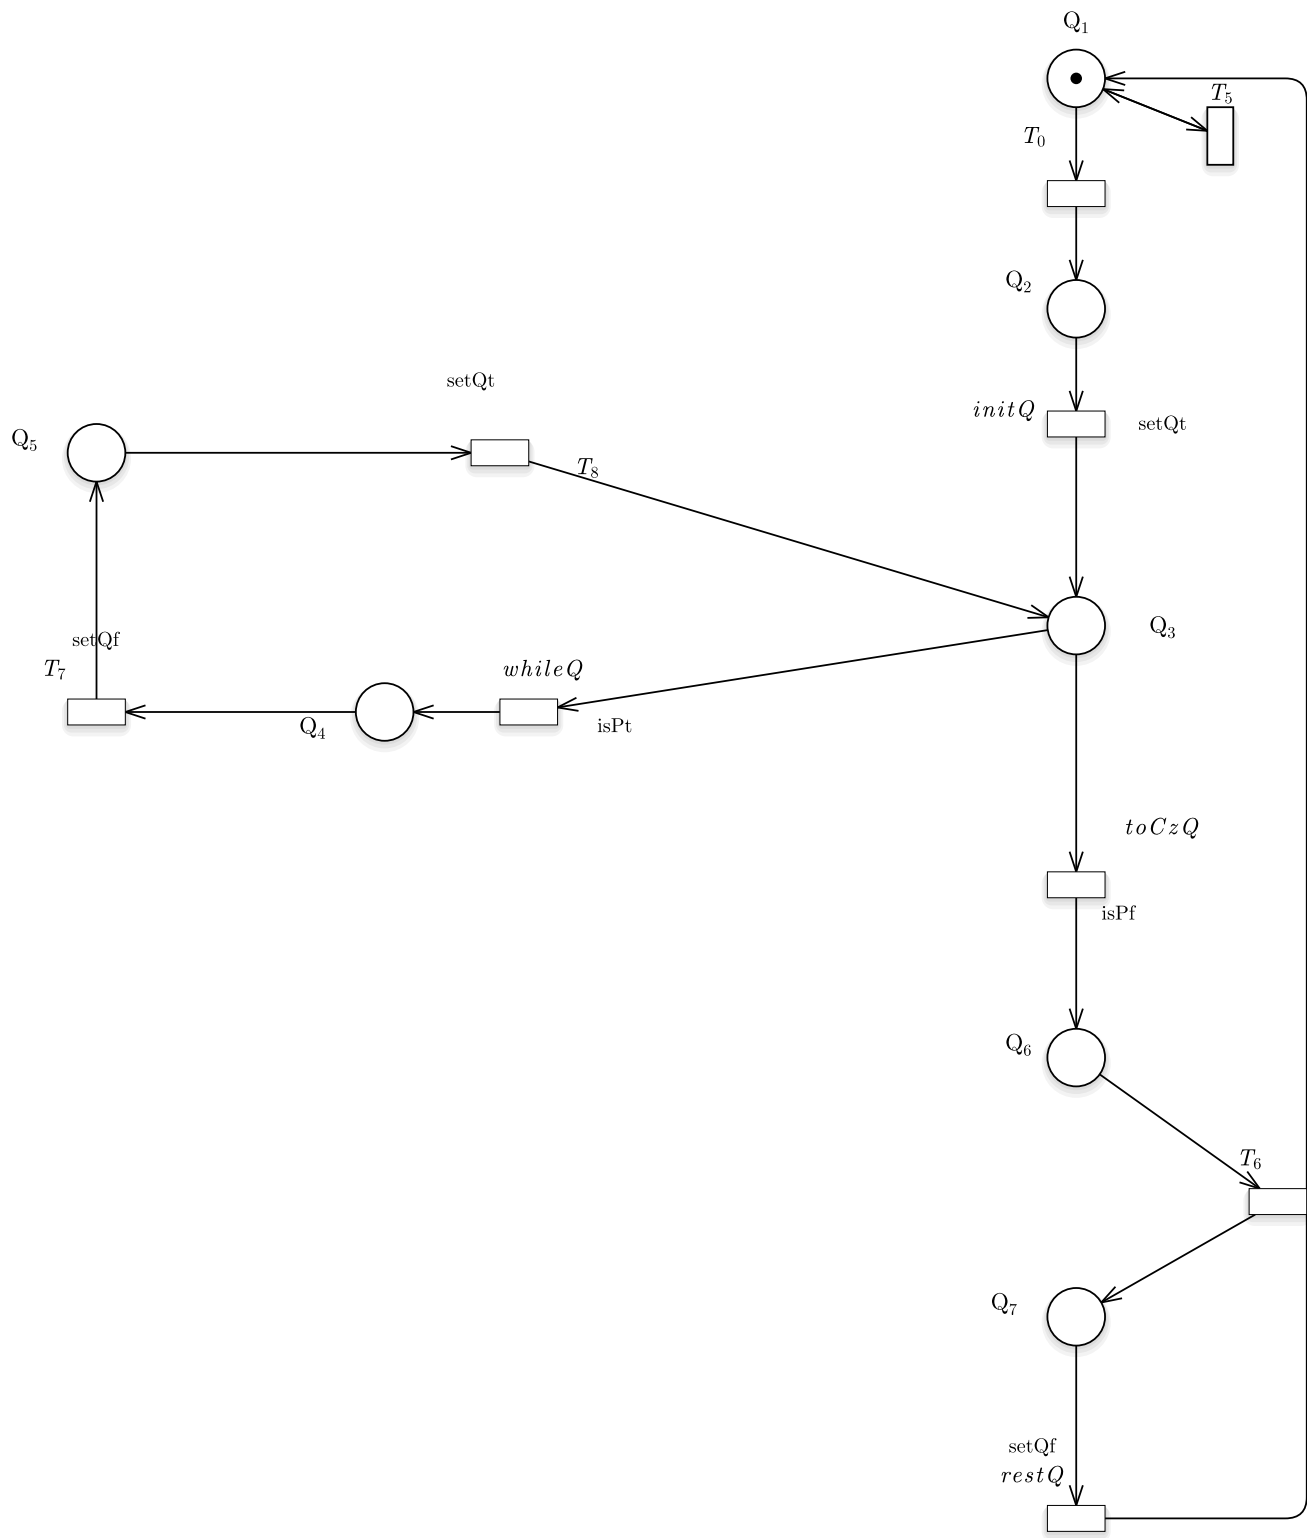 Q₁
T₅
T₀
Q₂
setQt
initQ
setQt
Q₅
T₈
Q₃
setQf
T₇
whileQ
isPt
Q₄
toCzQ
isPf
Q₆
T₆
Q₇
setQf
restQ